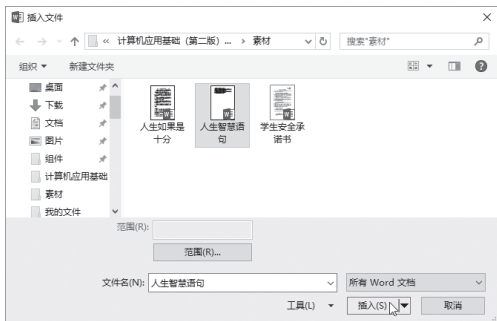 插入文件
« 计算机应用基础（第二版）... > 素材
搜索"素材"
组织 ▼ 新建文件夹
桌面
下载
文档
图片
组件
计算机应用基础
素材
我的文件
人生如果是十分
人生智慧语句
学生安全承诺书
范围(R):
范围(R)...
文件名(N): 人生智慧语句
所有 Word 文档
工具(L) ▼ 插入(S) ▼ 取消